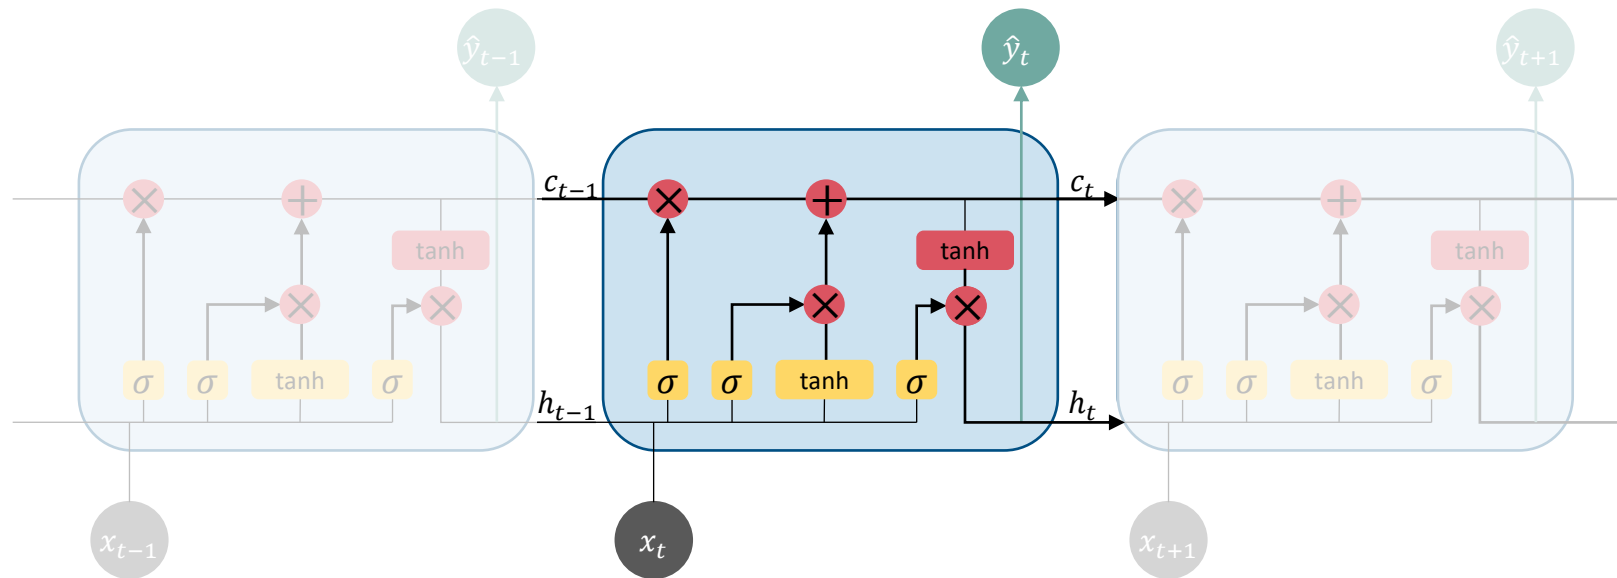 ŷ_{t−1} ŷ_t ŷ_{t+1}
× + c_{t−1} × + c_t × +
tanh tanh tanh
× × × × × ×
σ σ tanh σ σ σ tanh σ σ σ tanh σ
h_{t−1} h_t
x_{t−1} x_t x_{t+1}